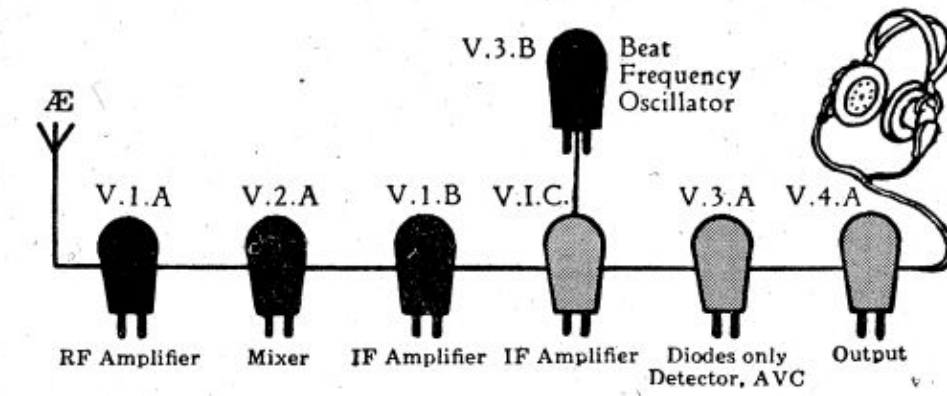 V.3.B
Beat
Frequency
Oscillator
Æ
V.1.A
V.2.A
V.1.B
V.I.C.
V.3.A
V.4.A
RF Amplifier
Mixer
IF Amplifier
IF Amplifier
Diodes only
Detector, AVC
Output